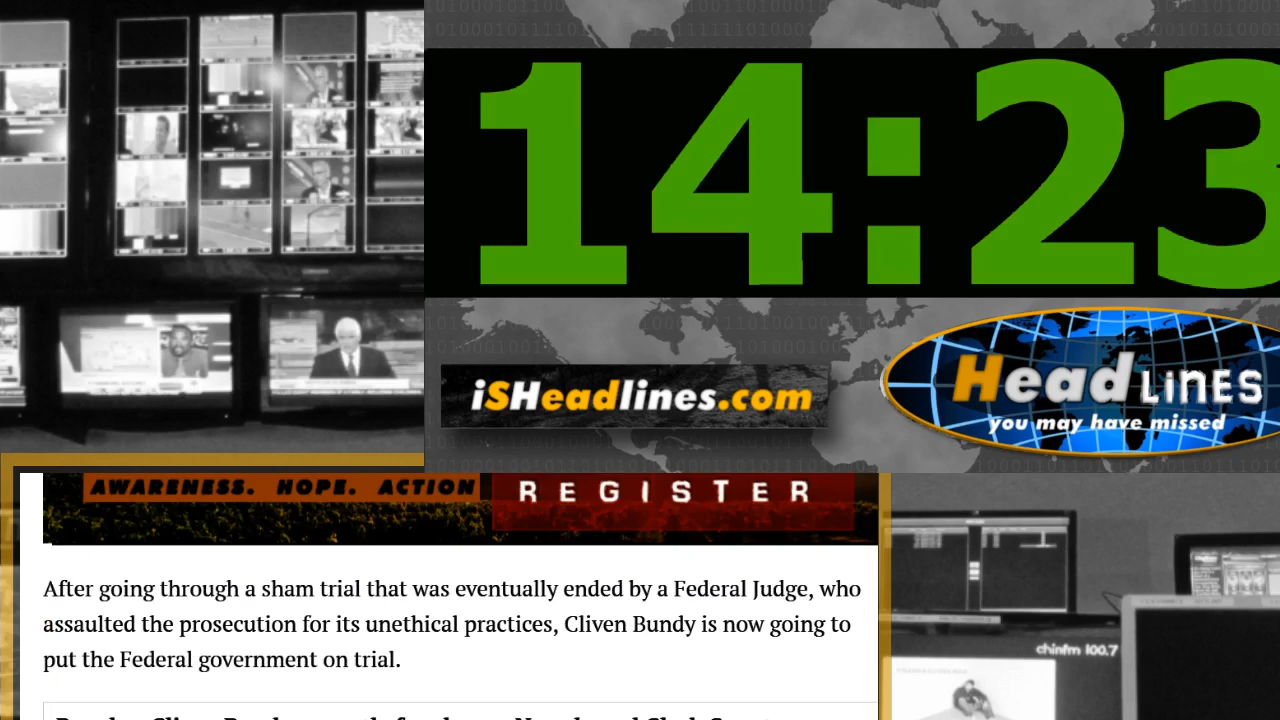 14:23
iSHeadlines.com
HeadLINES
you may have missed
AWARENESS. HOPE. ACTION
REGISTER
After going through a sham trial that was eventually ended by a Federal Judge, who
assaulted the prosecution for its unethical practices, Cliven Bundy is now going to
put the Federal government on trial.
chinfm 100.7